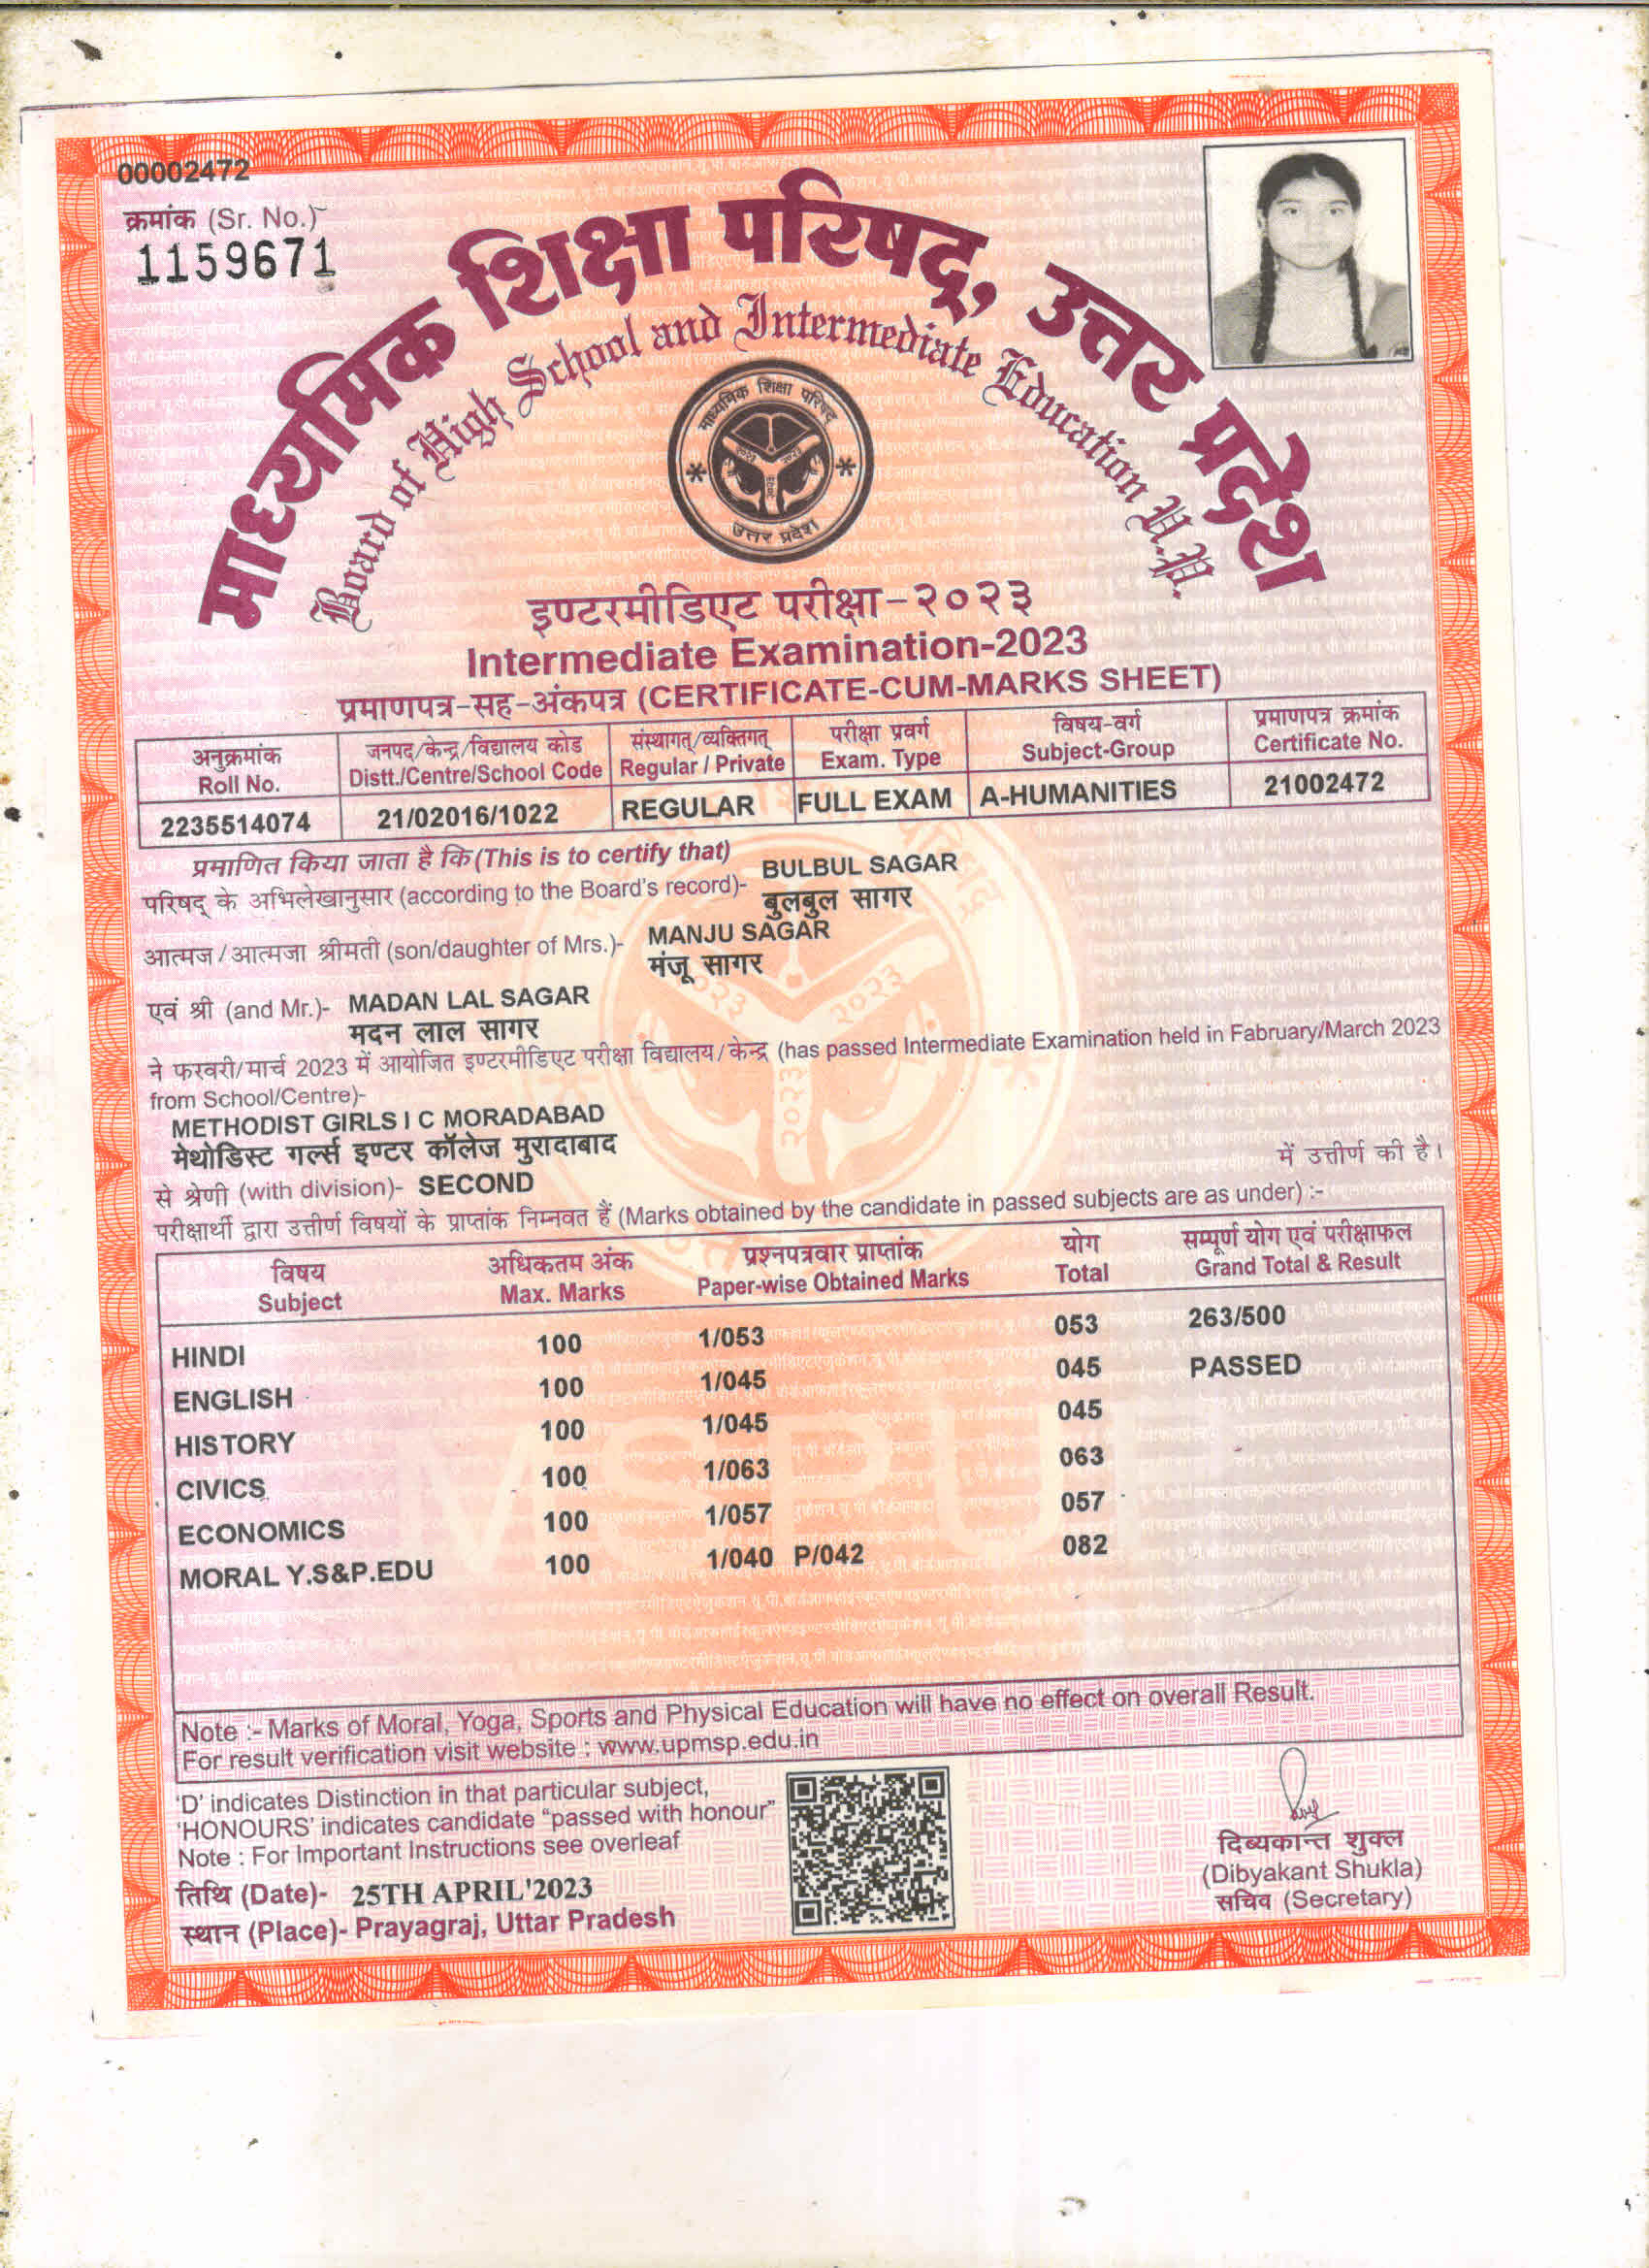 00002472
क्रमांक (Sr. No.)
1159671
माध्यमिक शिक्षा परिषद्, उत्तर प्रदेश
Board of High School and Intermediate Education U.P.
माध्यमिक शिक्षा परिषद
उत्तर प्रदेश
इण्टरमीडिएट परीक्षा-२०२३
Intermediate Examination-2023
प्रमाणपत्र-सह-अंकपत्र (CERTIFICATE-CUM-MARKS SHEET)
अनुक्रमांक जनपद/केन्द्र/विद्यालय कोड संस्थागत्/व्यक्तिगत् परीक्षा प्रवर्ग विषय-वर्ग प्रमाणपत्र क्रमांक
Roll No. Distt./Centre/School Code Regular / Private Exam. Type Subject-Group Certificate No.
2235514074 21/02016/1022 REGULAR FULL EXAM A-HUMANITIES 21002472
प्रमाणित किया जाता है कि (This is to certify that)
परिषद् के अभिलेखानुसार (according to the Board's record)- BULBUL SAGAR
बुलबुल सागर
आत्मज/आत्मजा श्रीमती (son/daughter of Mrs.)- MANJU SAGAR
मंजू सागर
एवं श्री (and Mr.)- MADAN LAL SAGAR
मदन लाल सागर
ने फरवरी/मार्च 2023 में आयोजित इण्टरमीडिएट परीक्षा विद्यालय/केन्द्र (has passed Intermediate Examination held in Fabruary/March 2023
from School/Centre)-
METHODIST GIRLS I C MORADABAD
मेथोडिस्ट गर्ल्स इण्टर कॉलेज मुरादाबाद
से श्रेणी (with division)- SECOND में उत्तीर्ण की है।
परीक्षार्थी द्वारा उत्तीर्ण विषयों के प्राप्तांक निम्नवत हैं (Marks obtained by the candidate in passed subjects are as under) :-
विषय अधिकतम अंक प्रश्नपत्रवार प्राप्तांक योग सम्पूर्ण योग एवं परीक्षाफल
Subject Max. Marks Paper-wise Obtained Marks Total Grand Total & Result
HINDI 100 1/053 053 263/500
ENGLISH 100 1/045 045 PASSED
HISTORY 100 1/045 045
CIVICS 100 1/063 063
ECONOMICS 100 1/057 057
MORAL Y.S&P.EDU 100 1/040 P/042 082
Note :- Marks of Moral, Yoga, Sports and Physical Education will have no effect on overall Result.
For result verification visit website : www.upmsp.edu.in
'D' indicates Distinction in that particular subject,
'HONOURS' indicates candidate "passed with honour"
Note : For Important Instructions see overleaf
तिथि (Date)- 25TH APRIL'2023
स्थान (Place)- Prayagraj, Uttar Pradesh
दिब्यकान्त शुक्ल
(Dibyakant Shukla)
सचिव (Secretary)